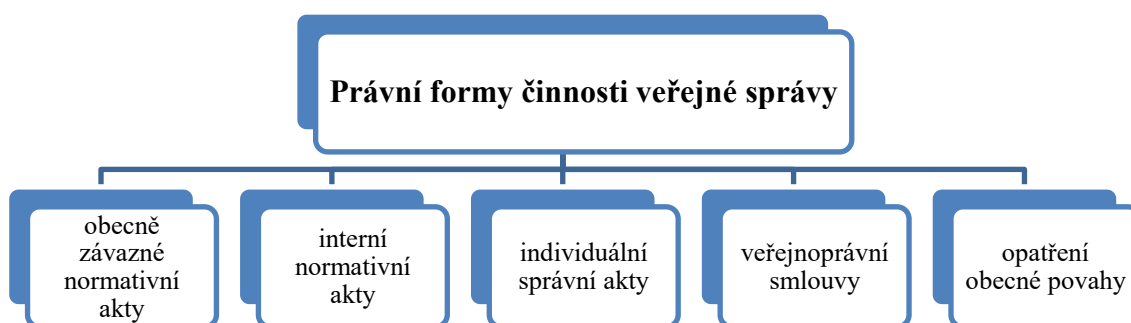 Právní formy činnosti veřejné správy
obecně
závazné
normativní
akty
interní
normativní
akty
individuální
správní akty
veřejnoprávní
smlouvy
opatření
obecné povahy